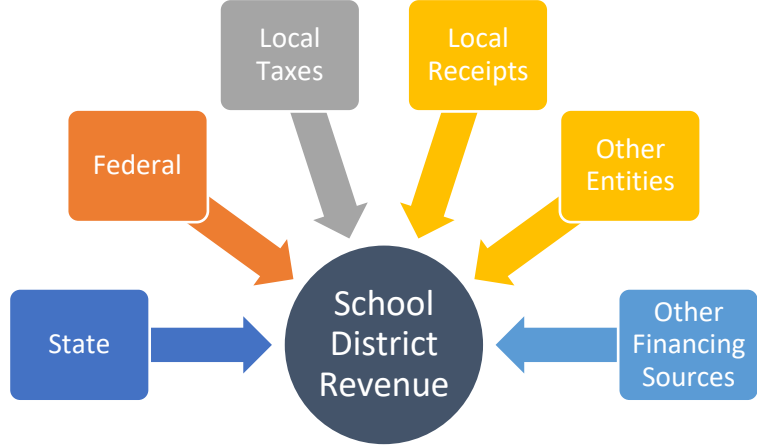 Local
Taxes
Local
Receipts
Federal
Other
Entities
State
School
District
Revenue
Other
Financing
Sources